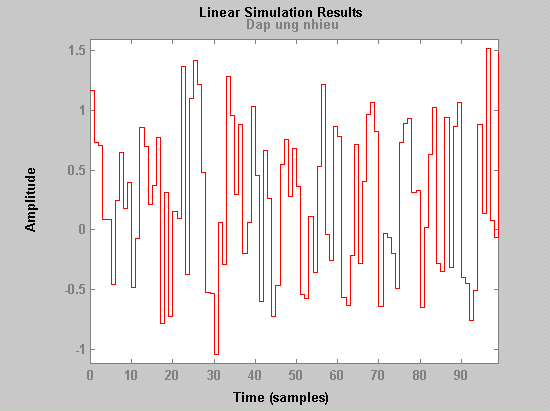 Linear Simulation Results
Dap ung nhieu
1.5
1
0.5
0
-0.5
-1
Amplitude
0 10 20 30 40 50 60 70 80 90
Time (samples)